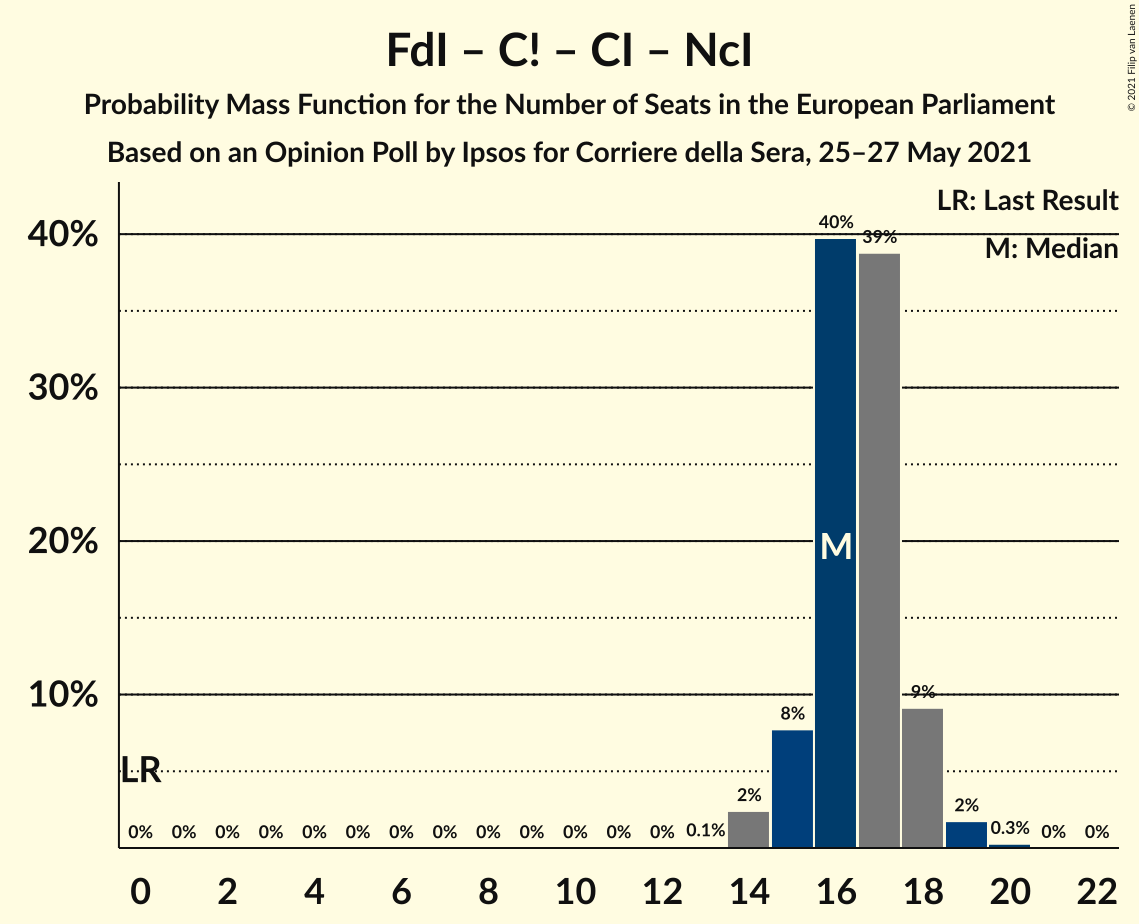 FdI – C! – CI – NcI
Probability Mass Function for the Number of Seats in the European Parliament
Based on an Opinion Poll by Ipsos for Corriere della Sera, 25–27 May 2021
© 2021 Filip van Laenen
LR: Last Result
M: Median
40%
30%
20%
10%
40%
39%
M
9%
8%
LR
2%
2%
0% 0% 0% 0% 0% 0% 0% 0% 0% 0% 0% 0% 0% 0.1% 0.3% 0% 0%
0 2 4 6 8 10 12 14 16 18 20 22